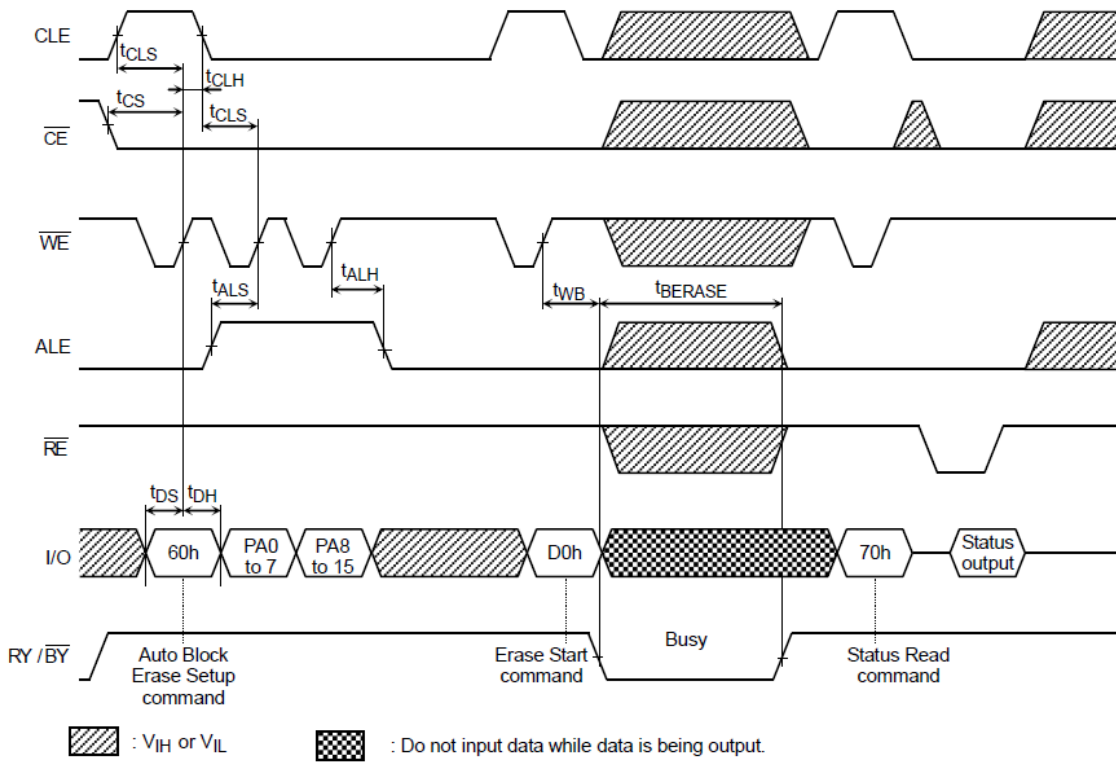 CLE
tCLS
tCLH
tCS
tCLS
CE
WE
tALS
tALH
tWB
tBERASE
ALE
RE
tDS
tDH
I/O
60h
PA0
to 7
PA8
to 15
D0h
70h
Status
output
RY / BY
Busy
Auto Block
Erase Setup
command
Erase Start
command
Status Read
command
: VIH or VIL
: Do not input data while data is being output.